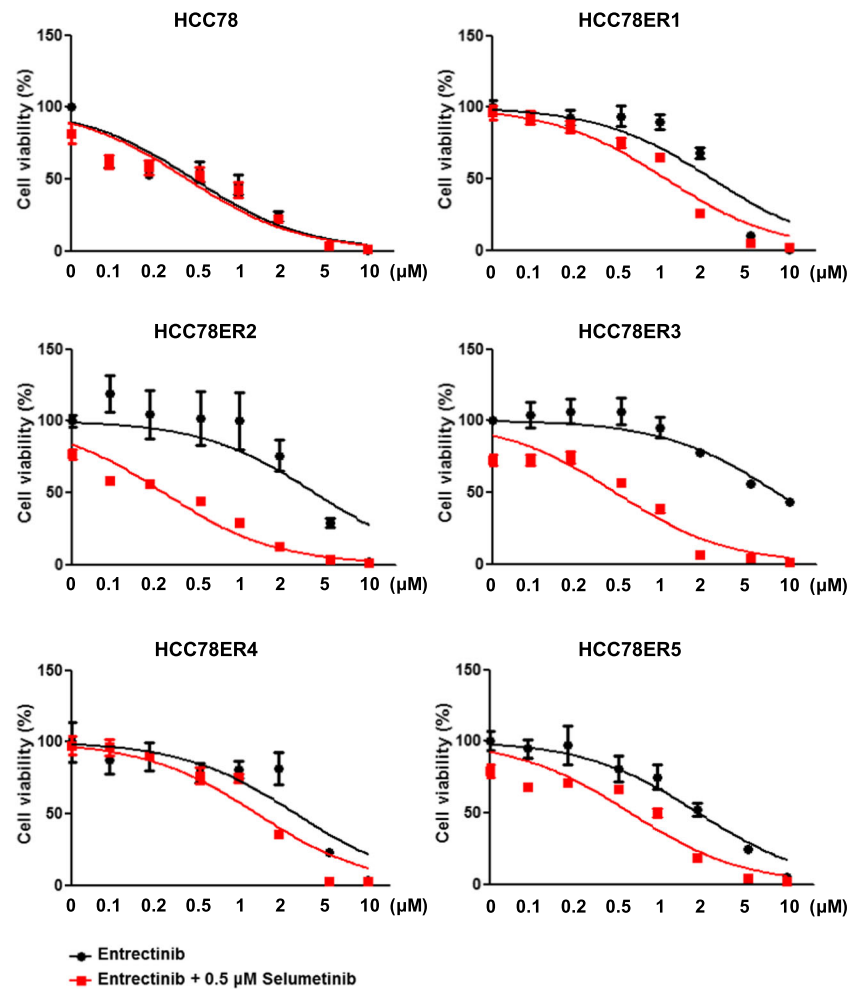 HCC78
Cell viability (%)
150
100
50
0
0 0.1 0.2 0.5 1 2 5 10 (μM)
HCC78ER1
Cell viability (%)
150
100
50
0
0 0.1 0.2 0.5 1 2 5 10 (μM)
HCC78ER2
Cell viability (%)
150
100
50
0
0 0.1 0.2 0.5 1 2 5 10 (μM)
HCC78ER3
Cell viability (%)
150
100
50
0
0 0.1 0.2 0.5 1 2 5 10 (μM)
HCC78ER4
Cell viability (%)
150
100
50
0
0 0.1 0.2 0.5 1 2 5 10 (μM)
HCC78ER5
Cell viability (%)
150
100
50
0
0 0.1 0.2 0.5 1 2 5 10 (μM)
Entrectinib
Entrectinib + 0.5 μM Selumetinib